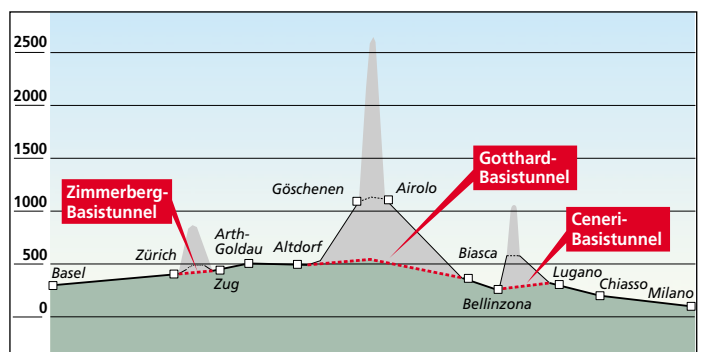 2500
2000
1500
1000
500
0
Gotthard-
Basistunnel
Göschenen
Airolo
Zimmerberg-
Basistunnel
Ceneri-
Basistunnel
Arth-
Goldau
Altdorf
Zürich
Biasca
Basel
Zug
Lugano
Chiasso
Milano
Bellinzona